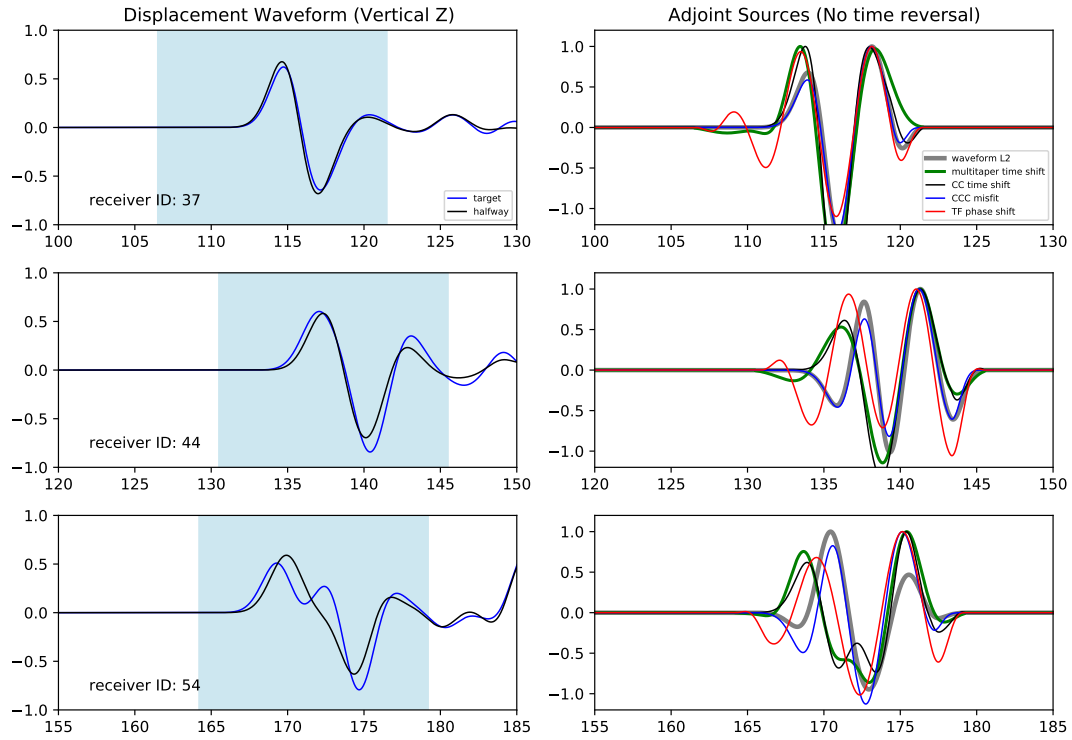 Displacement Waveform (Vertical Z)
1.0
0.5
0.0
−0.5
−1.0
receiver ID: 37
target
halfway
100 105 110 115 120 125 130
Adjoint Sources (No time reversal)
1.0
0.5
0.0
−0.5
−1.0
waveform L2
multitaper time shift
CC time shift
CCC misfit
TF phase shift
100 105 110 115 120 125 130
1.0
0.5
0.0
−0.5
−1.0
receiver ID: 44
120 125 130 135 140 145 150
1.0
0.5
0.0
−0.5
−1.0
120 125 130 135 140 145 150
1.0
0.5
0.0
−0.5
−1.0
receiver ID: 54
155 160 165 170 175 180 185
1.0
0.5
0.0
−0.5
−1.0
155 160 165 170 175 180 185